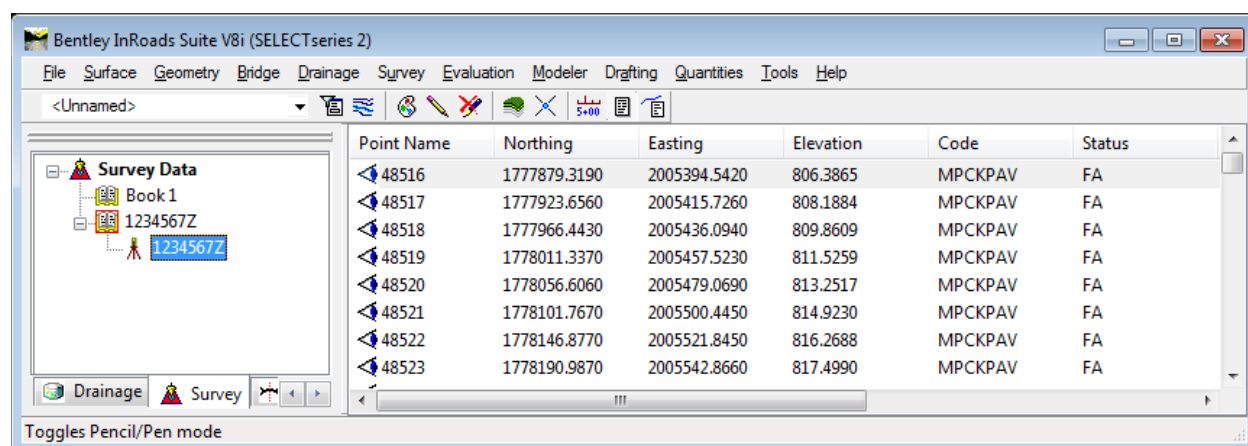 Bentley InRoads Suite V8i (SELECTseries 2)
File Surface Geometry Bridge Drainage Survey Evaluation Modeler Drafting Quantities Tools Help
<Unnamed> 5+00
Survey Data
Book 1
1234567Z
1234567Z
Drainage Survey
Point Name Northing Easting Elevation Code Status
48516 1777879.3190 2005394.5420 806.3865 MPCKPAV FA
48517 1777923.6560 2005415.7260 808.1884 MPCKPAV FA
48518 1777966.4430 2005436.0940 809.8609 MPCKPAV FA
48519 1778011.3370 2005457.5230 811.5259 MPCKPAV FA
48520 1778056.6060 2005479.0690 813.2517 MPCKPAV FA
48521 1778101.7670 2005500.4450 814.9230 MPCKPAV FA
48522 1778146.8770 2005521.8450 816.2688 MPCKPAV FA
48523 1778190.9870 2005542.8660 817.4990 MPCKPAV FA
Toggles Pencil/Pen mode